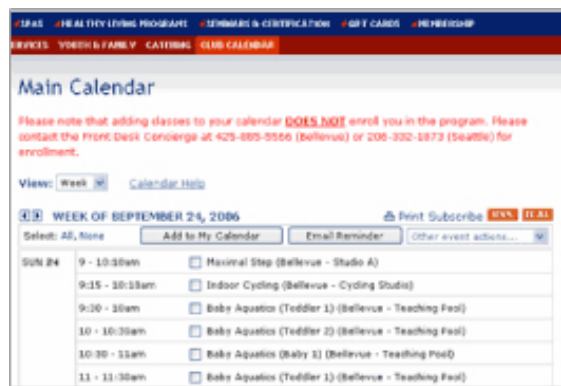 SPAS HEALTHY LIVING PROGRAMS SEMINARS & CERTIFICATION GIFT CARDS MEMBERSHIP
SERVICES YOUTH & FAMILY CATERING CLUB CALENDAR
Main Calendar
Please note that adding classes to your calendar DOES NOT enroll you in the program. Please
contact the Front Desk Concierge at 425-885-5566 (Bellevue) or 206-332-1873 (Seattle) for
enrollment.
View: Week Calendar Help
WEEK OF SEPTEMBER 24, 2006 Print Subscribe
Select: All, None Add to My Calendar Email Reminder Other event actions...
SUN 24 9 - 10:10am Maximal Step (Bellevue - Studio A)
9:15 - 10:15am Indoor Cycling (Bellevue - Cycling Studio)
9:30 - 10am Baby Aquatics (Toddler 1) (Bellevue - Teaching Pool)
10 - 10:30am Baby Aquatics (Toddler 2) (Bellevue - Teaching Pool)
10:30 - 11am Baby Aquatics (Baby 1) (Bellevue - Teaching Pool)
11 - 11:30am Baby Aquatics (Toddler 1) (Bellevue - Teaching Pool)